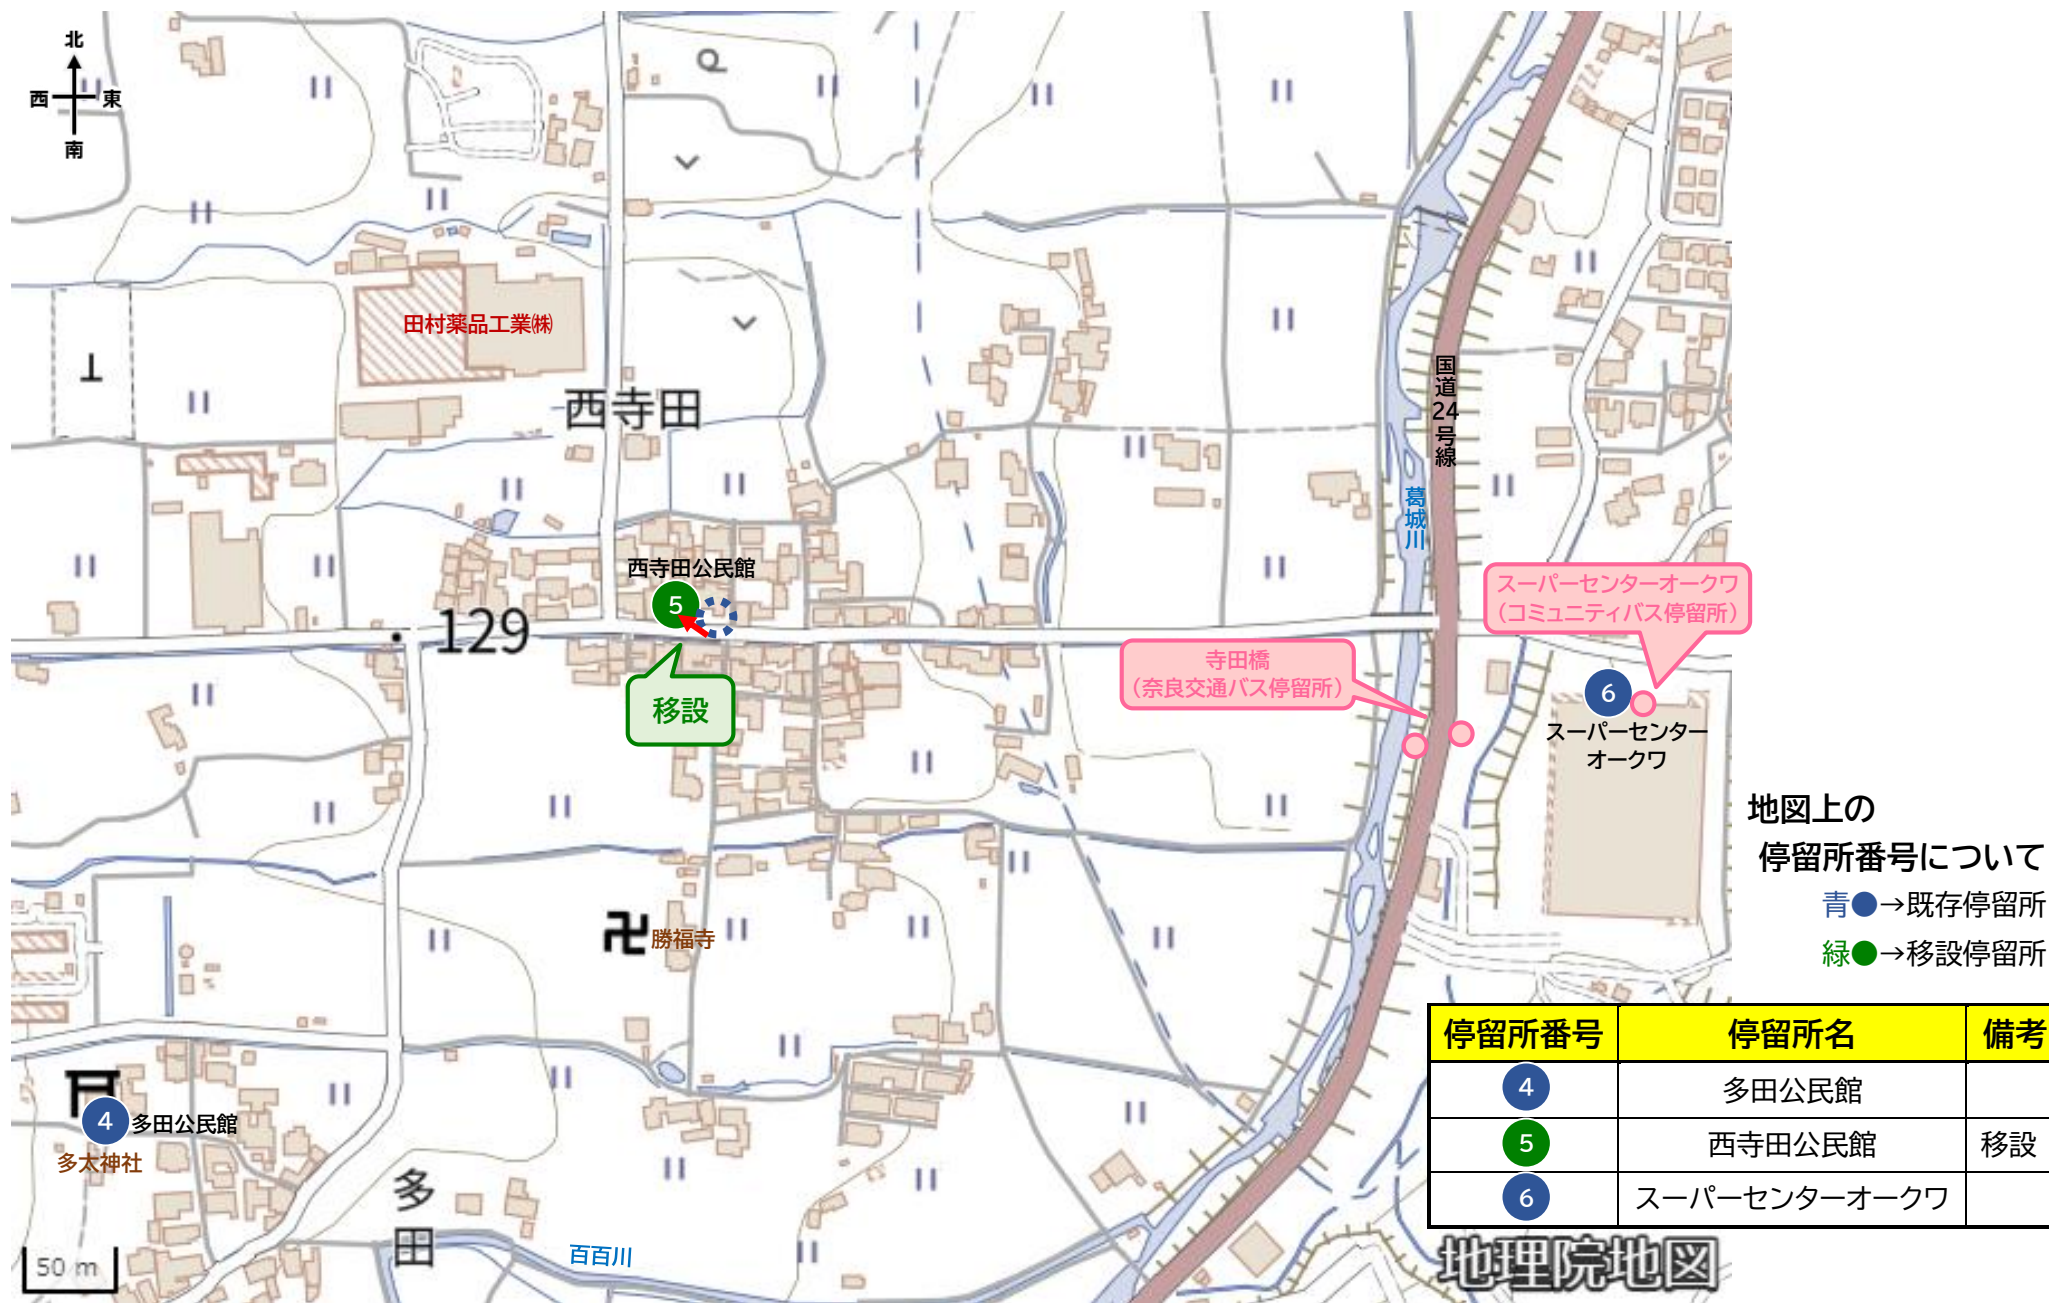 北
西
東
南
田村薬品工業㈱
西寺田
国道24号線
葛城川
西寺田公民館
5
129
移設
スーパーセンターオークワ
(コミュニティバス停留所)
寺田橋
(奈良交通バス停留所)
6
スーパーセンター
オークワ
地図上の
停留所番号について
青●→既存停留所
緑●→移設停留所
卍
勝福寺
停留所番号 停留所名 備考
4 多田公民館
5 西寺田公民館 移設
6 スーパーセンターオークワ
4
多田公民館
多太神社
多田
百百川
50 m
地理院地図